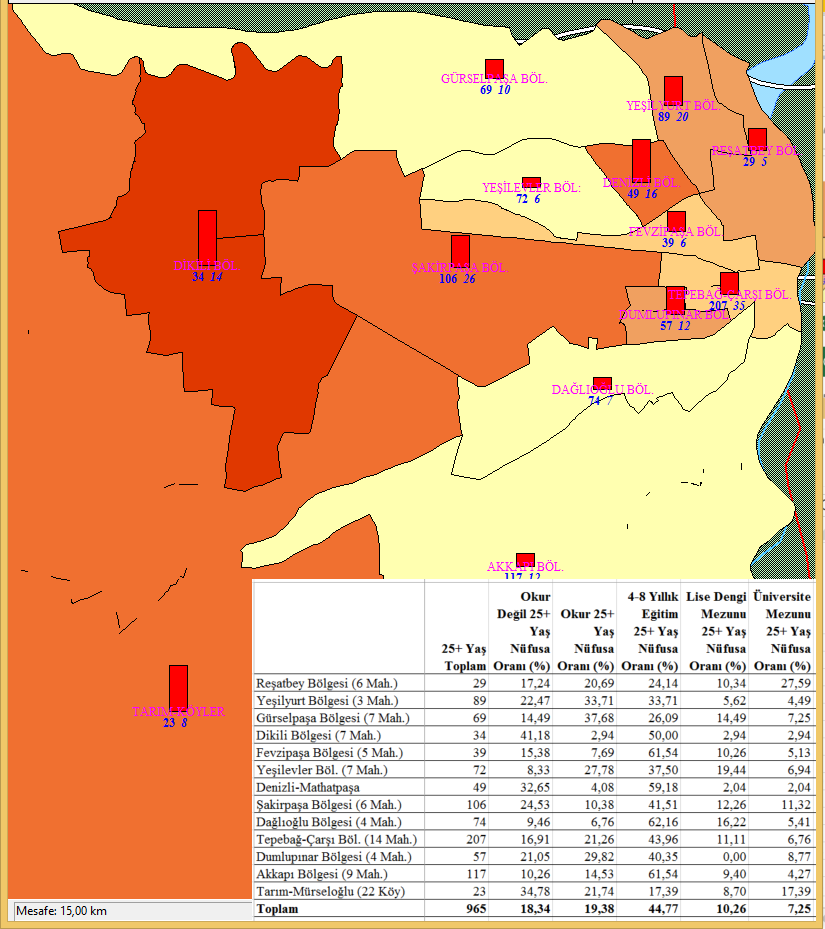 GÜRSELPAŞA BÖL.
69 10
YEŞİLYURT BÖL.
89 20
REŞATBEY BÖL
29 5
YEŞİLEVLER BÖL:
72 6
DENİZLİ BÖL.
49 16
FEVZİPAŞA BÖL
39 6
DİKİLİ BÖL.
34 14
ŞAKİRPAŞA BÖL.
106 26
TEPEBAĞ-ÇARŞI BÖL.
207 35
DUMLUPINAR BÖL
57 12
DAĞLIOĞLU BÖL.
74 7
AKKAPI BÖL.
117 12
TARIM-KÖYLER
23 8
25+ Yaş Toplam Okur Değil 25+ Yaş Nüfusa Oranı (%) Okur 25+ Yaş Nüfusa Oranı (%) 4-8 Yıllık Eğitim 25+ Yaş Nüfusa Oranı (%) Lise Dengi Mezunu 25+ Yaş Nüfusa Oranı (%) Üniversite Mezunu 25+ Yaş Nüfusa Oranı (%)
Reşatbey Bölgesi (6 Mah.) 29 17,24 20,69 24,14 10,34 27,59
Yeşilyurt Bölgesi (3 Mah.) 89 22,47 33,71 33,71 5,62 4,49
Gürselpaşa Bölgesi (7 Mah.) 69 14,49 37,68 26,09 14,49 7,25
Dikili Bölgesi (7 Mah.) 34 41,18 2,94 50,00 2,94 2,94
Fevzipaşa Bölgesi (5 Mah.) 39 15,38 7,69 61,54 10,26 5,13
Yeşilevler Böl. (7 Mah.) 72 8,33 27,78 37,50 19,44 6,94
Denizli-Mathatpaşa 49 32,65 4,08 59,18 2,04 2,04
Şakirpaşa Bölgesi (6 Mah.) 106 24,53 10,38 41,51 12,26 11,32
Dağlıoğlu Bölgesi (4 Mah.) 74 9,46 6,76 62,16 16,22 5,41
Tepebağ-Çarşı Böl. (14 Mah.) 207 16,91 21,26 43,96 11,11 6,76
Dumlupınar Bölgesi (4 Mah.) 57 21,05 29,82 40,35 0,00 8,77
Akkapı Bölgesi (9 Mah.) 117 10,26 14,53 61,54 9,40 4,27
Tarım-Mürseloğlu (22 Köy) 23 34,78 21,74 17,39 8,70 17,39
Toplam 965 18,34 19,38 44,77 10,26 7,25
Mesafe: 15,00 km